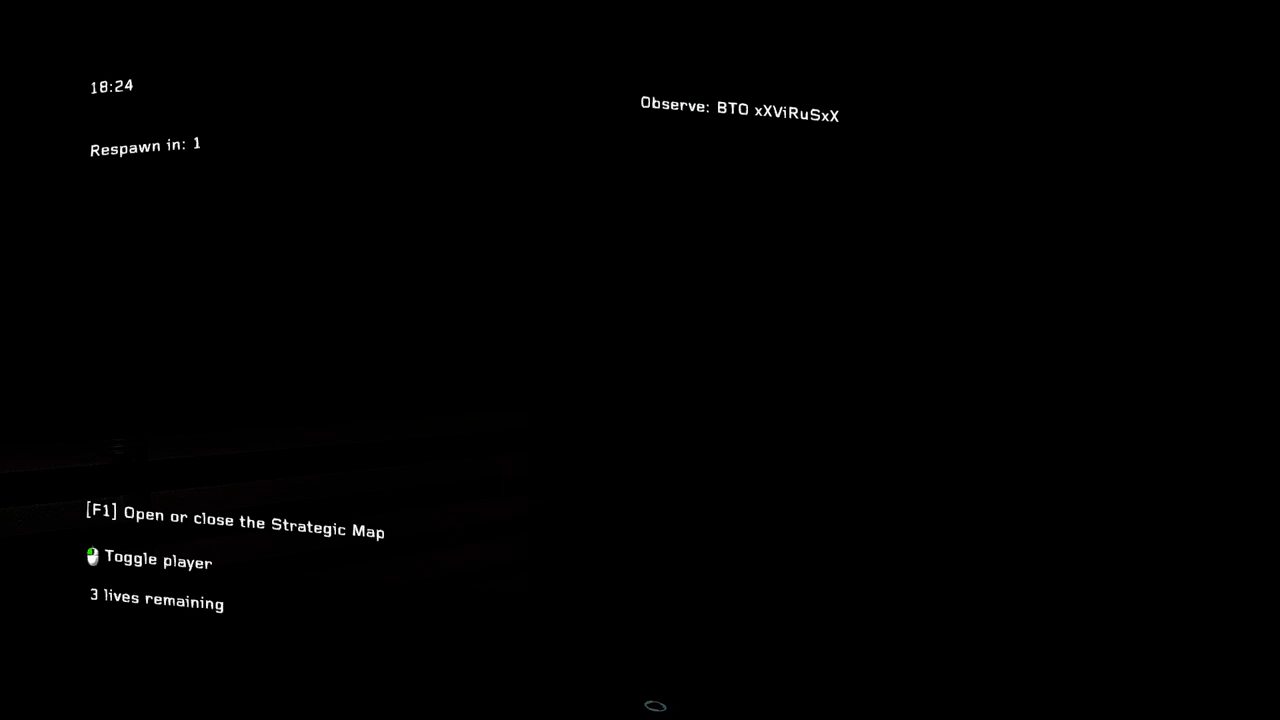 18:24
Observe: BTO xXViRuSxX
Respawn in: 1
[F1] Open or close the Strategic Map
Toggle player
3 lives remaining